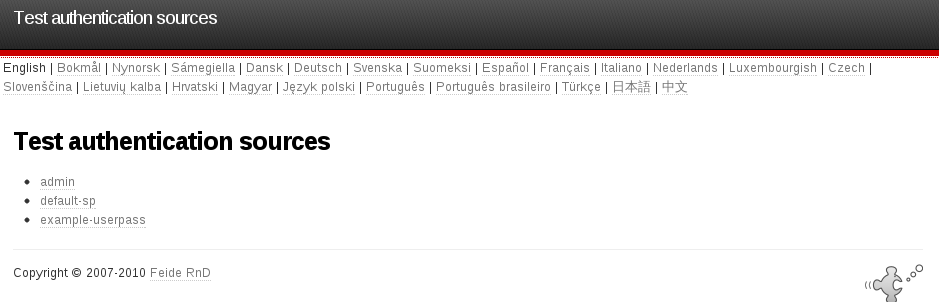 Test authentication sources
English | Bokmål | Nynorsk | Sámegiella | Dansk | Deutsch | Svenska | Suomeksi | Español | Français | Italiano | Nederlands | Luxembourgish | Czech |
Slovenščina | Lietuvių kalba | Hrvatski | Magyar | Język polski | Português | Português brasileiro | Türkçe | 日本語 | 中文
Test authentication sources
admin
default-sp
example-userpass
Copyright © 2007-2010 Feide RnD